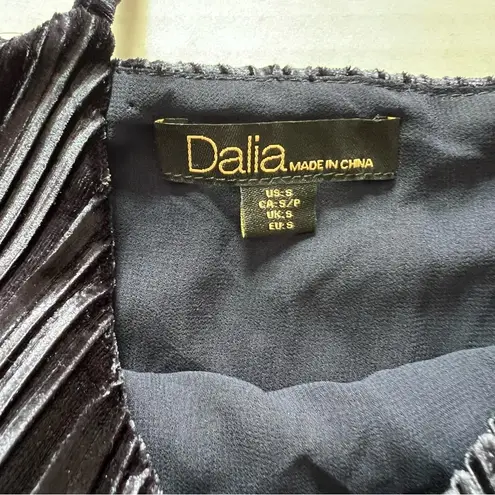 Dalia MADE IN CHINA
US:S
CA:S/P
UK:S
EU:S